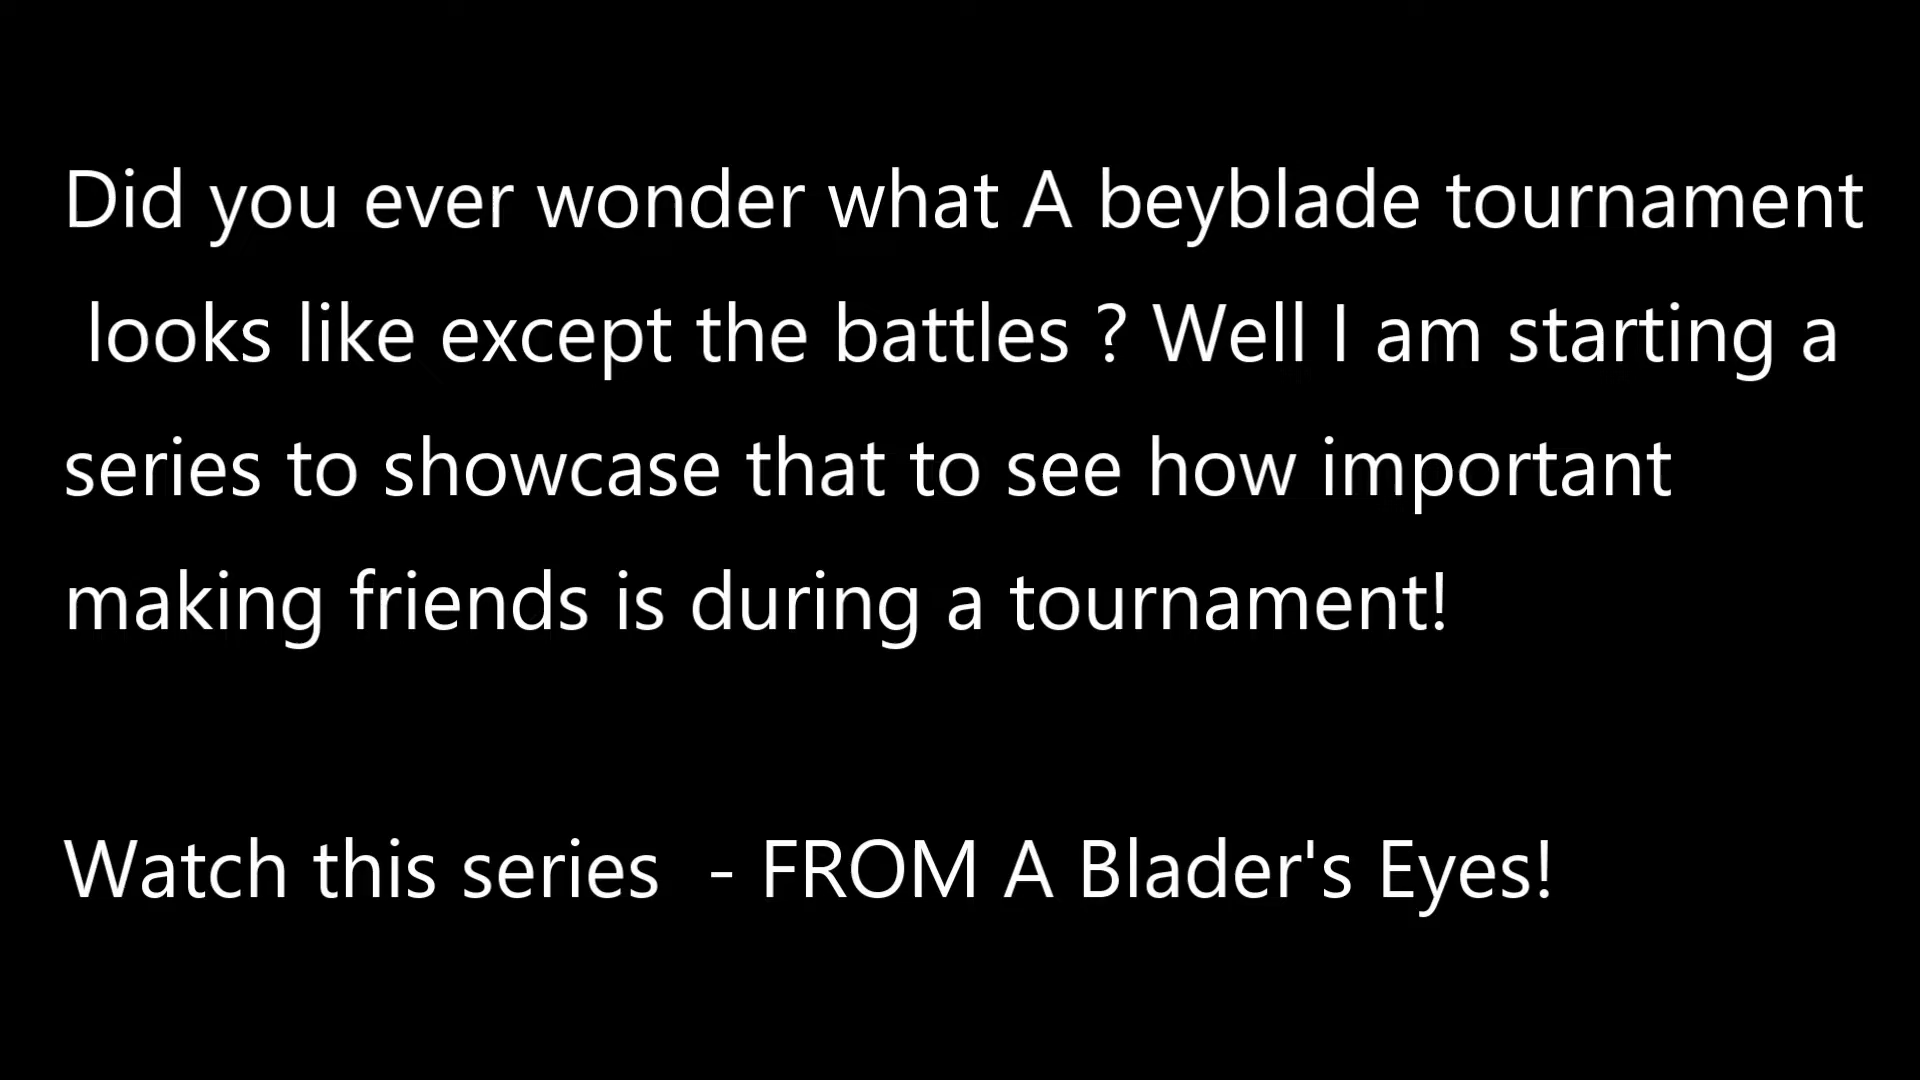 Did you ever wonder what A beyblade tournament
looks like except the battles ? Well I am starting a
series to showcase that to see how important
making friends is during a tournament!
Watch this series  - FROM A Blader's Eyes!